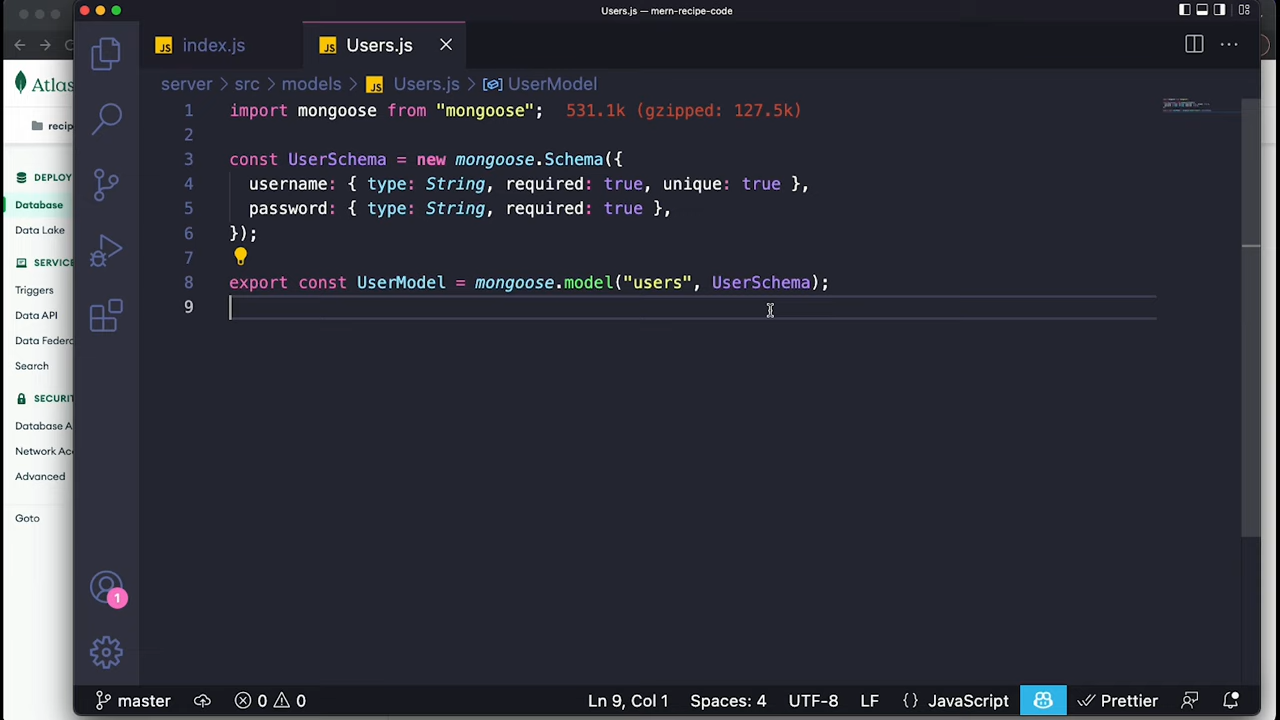 Users.js — mern-recipe-code
index.js
Users.js
server > src > models > Users.js > UserModel
1 import mongoose from "mongoose"; 531.1k (gzipped: 127.5k)
2
3 const UserSchema = new mongoose.Schema({
4 username: { type: String, required: true, unique: true },
5 password: { type: String, required: true },
6 });
7
8 export const UserModel = mongoose.model("users", UserSchema);
9
Atlas
recip
DEPLOY
Database
Data Lake
SERVICE
Triggers
Data API
Data Federa
Search
SECURIT
Database A
Network Acc
Advanced
Goto
1
master
0 0
Ln 9, Col 1
Spaces: 4
UTF-8
LF
{} JavaScript
Prettier